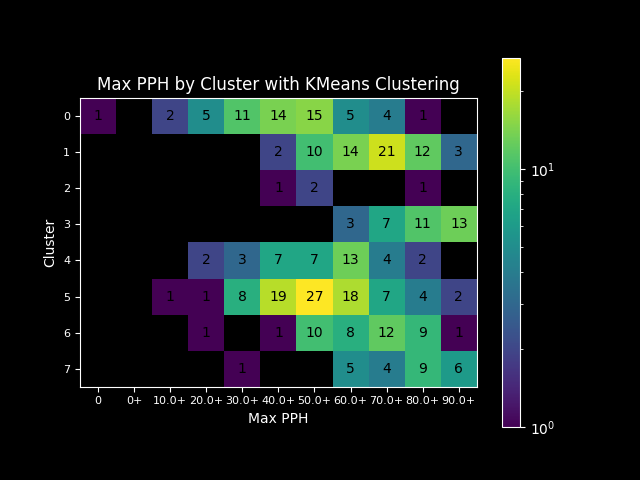 Max PPH by Cluster with KMeans Clustering
0 1 2 5 11 14 15 5 4 1
1 2 10 14 21 12 3
2 1 2 1
3 3 7 11 13
4 2 3 7 7 13 4 2
5 1 1 8 19 27 18 7 4 2
6 1 1 10 8 12 9 1
7 1 5 4 9 6
0 0+ 10.0+ 20.0+ 30.0+ 40.0+ 50.0+ 60.0+ 70.0+ 80.0+ 90.0+
Max PPH
Cluster
10¹
10⁰